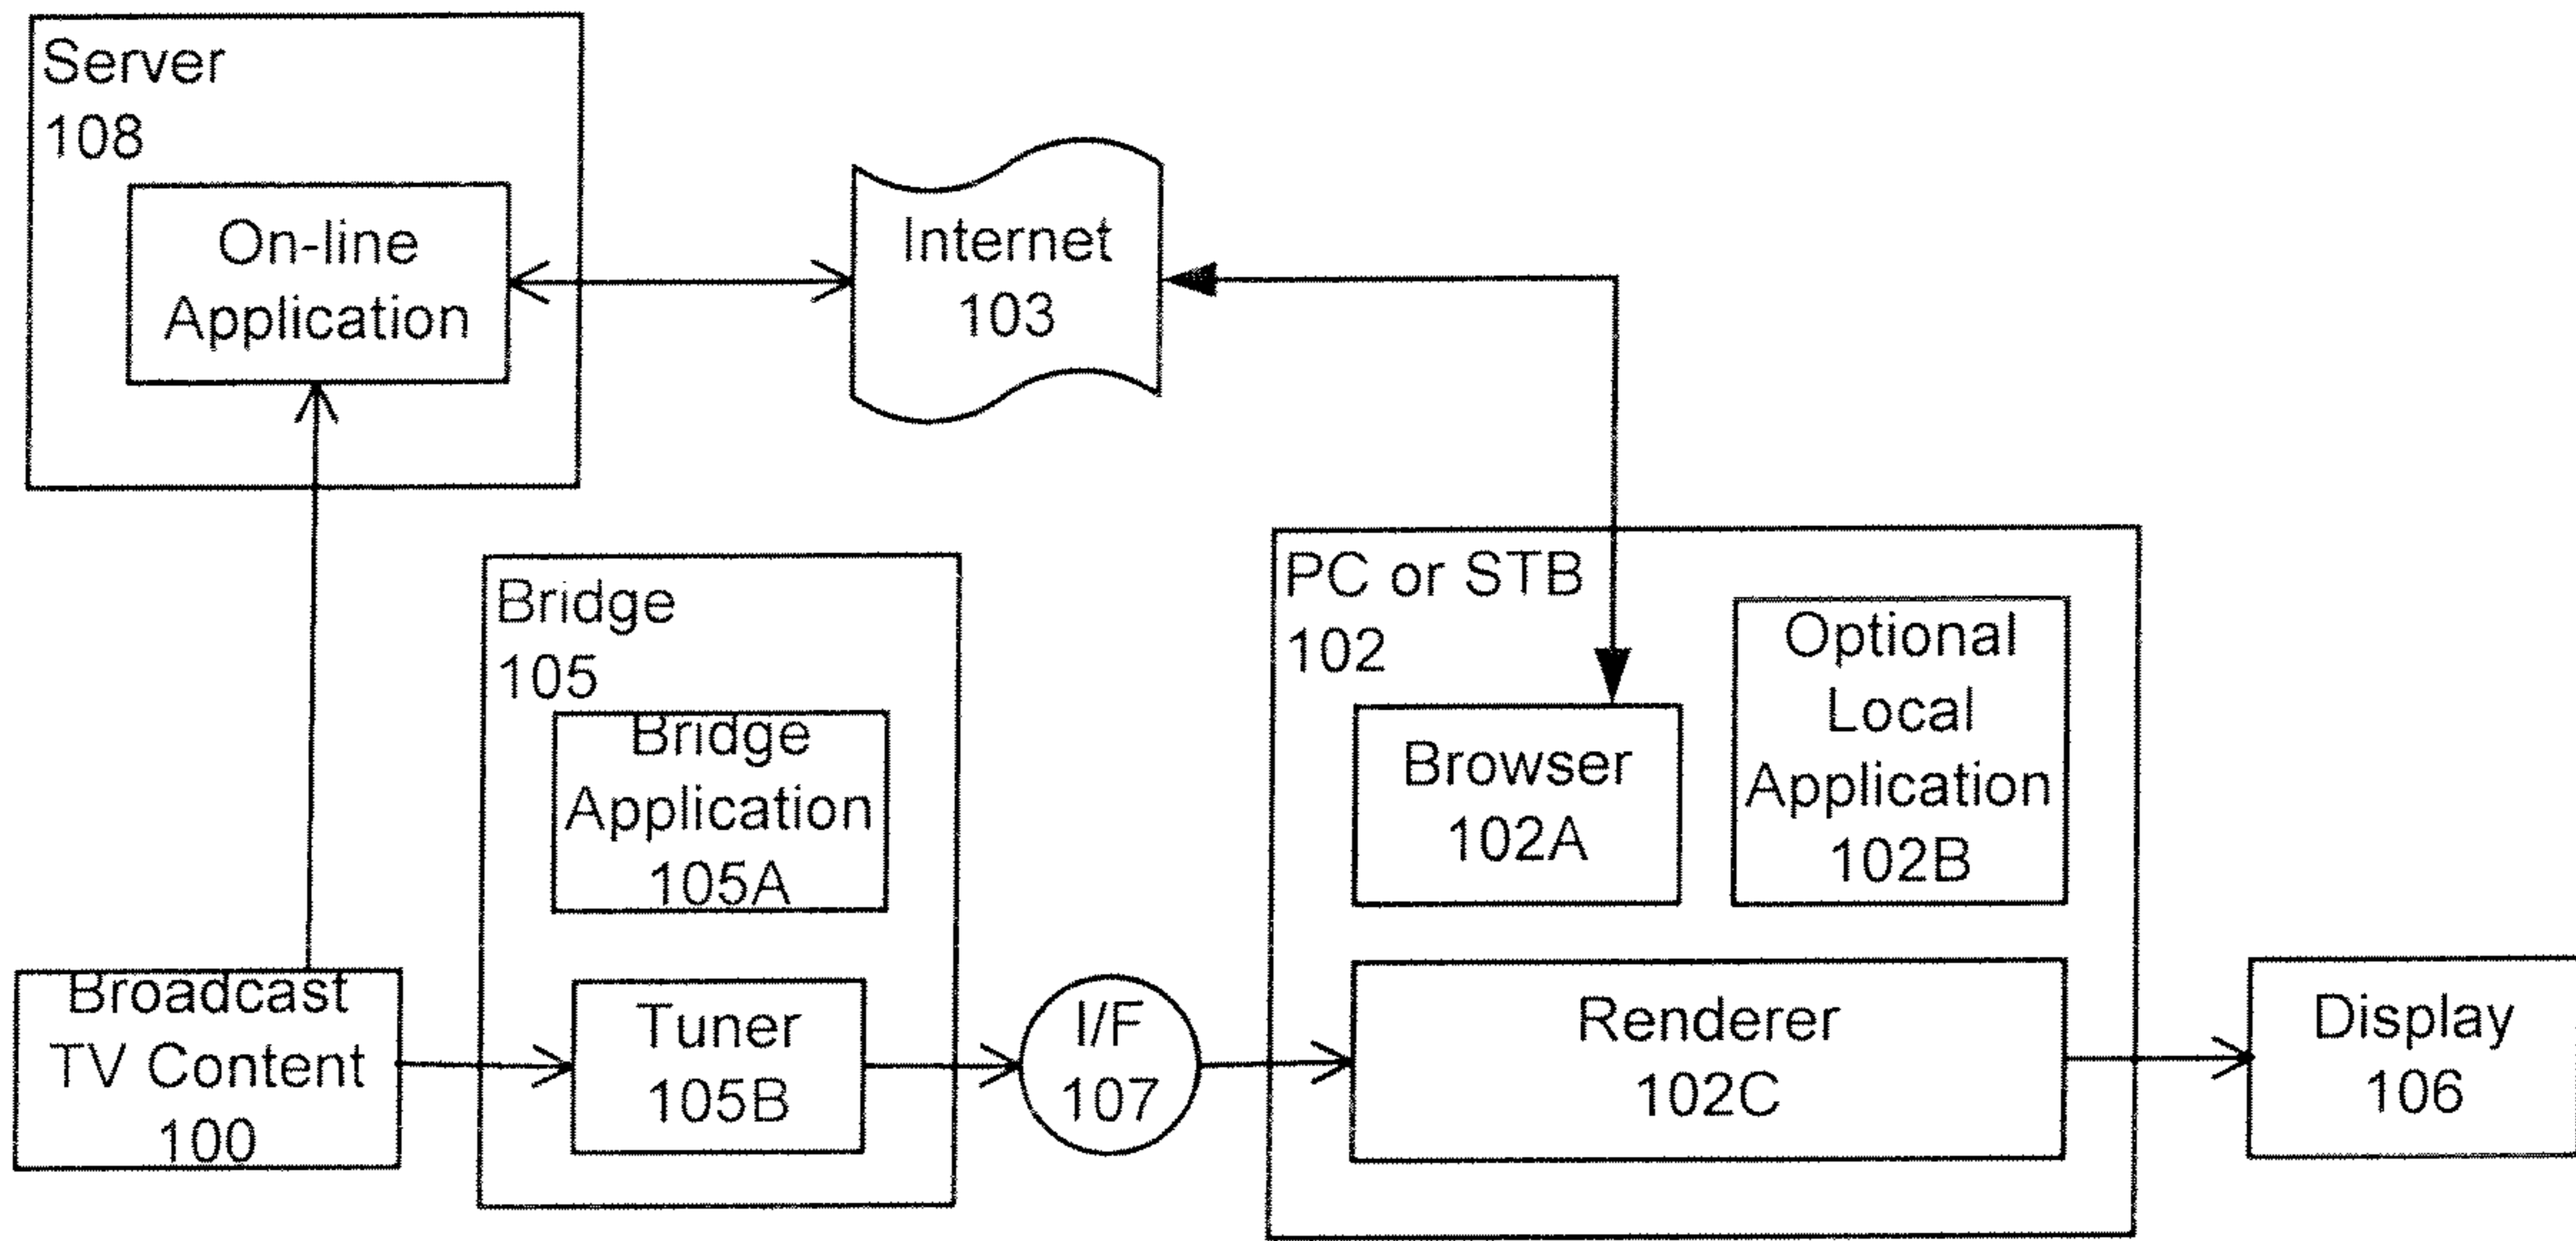 Server
108
On-line
Application
Internet
103
Bridge
105
Bridge
Application
105A
PC or STB
102
Browser
102A
Optional
Local
Application
102B
Broadcast
TV Content
100
Tuner
105B
I/F
107
Renderer
102C
Display
106